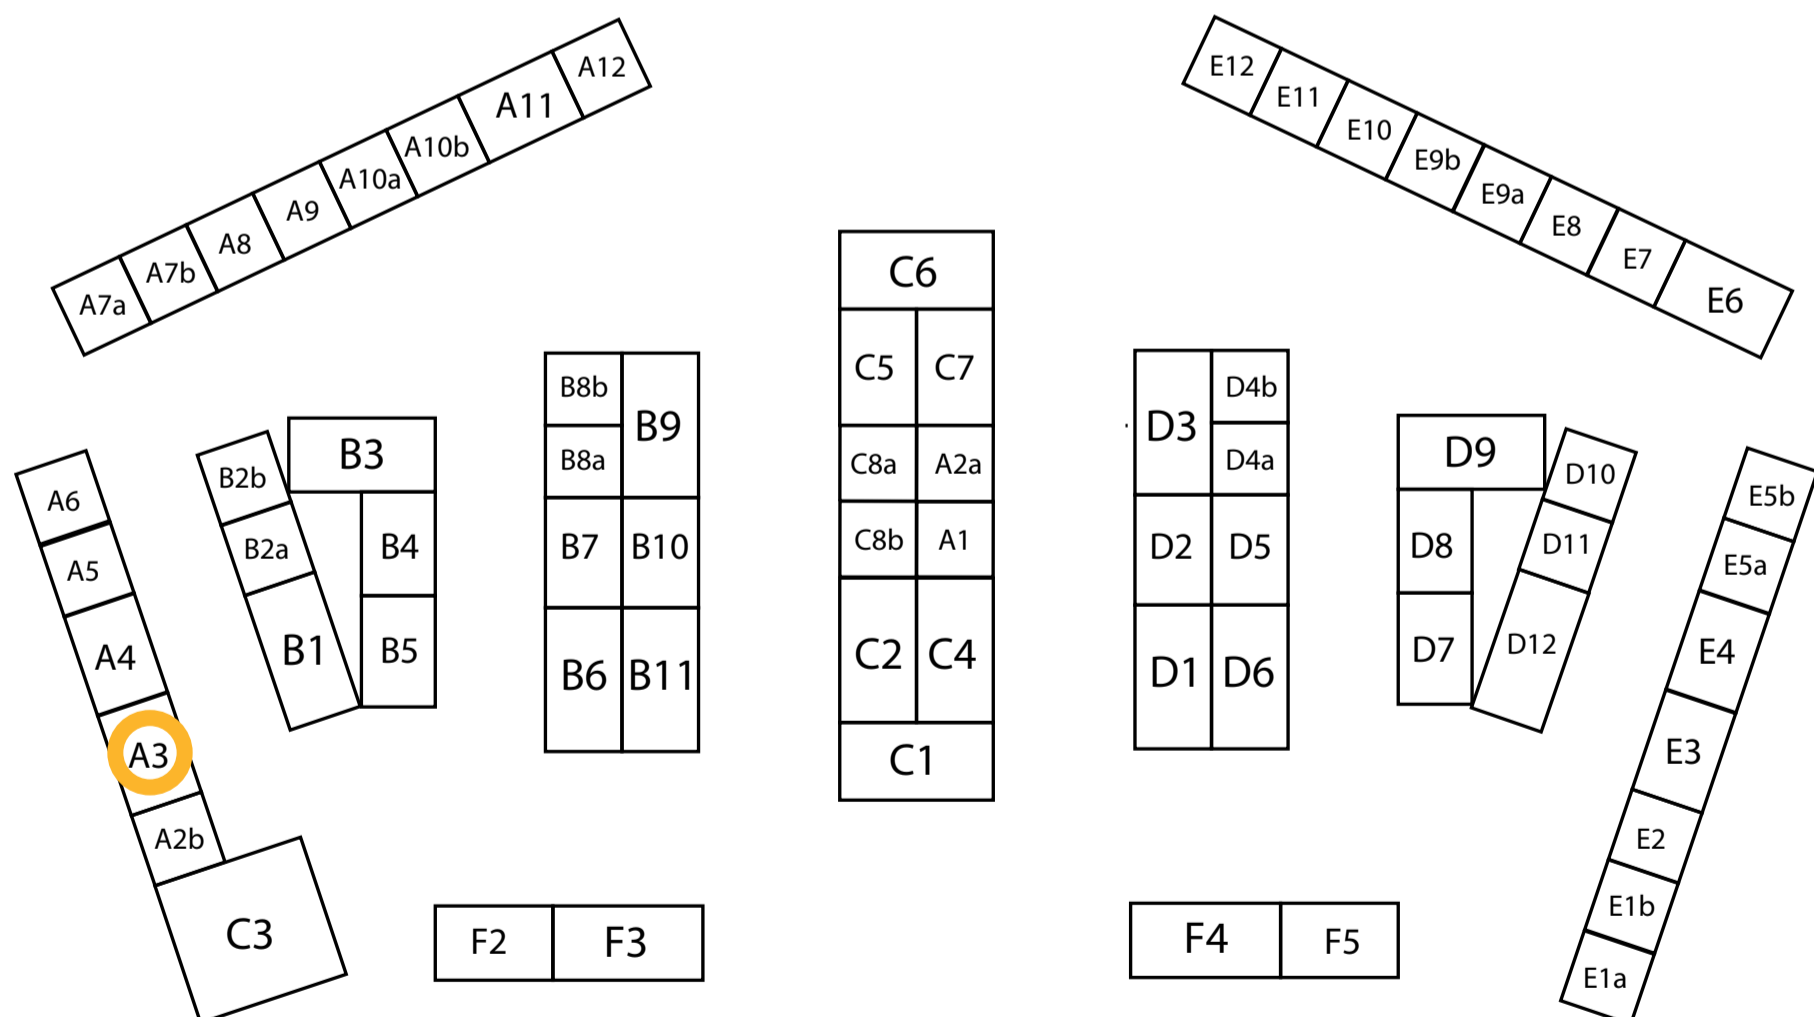 A12
A11
A10b
A10a
A9
A8
A7b
A7a
E12
E11
E10
E9b
E9a
E8
E7
E6
A6
A5
A4
A3
A2b
C3
B2b
B2a
B1
B3
B4
B5
B8b
B9
B8a
B7 B10
B6 B11
C6
C5 C7
C8a A2a
C8b A1
C2 C4
C1
D3 D4b
D4a
D2 D5
D1 D6
D9
D8
D7
D10
D11
D12
E5b
E5a
E4
E3
E2
E1b
E1a
F2 F3
F4 F5